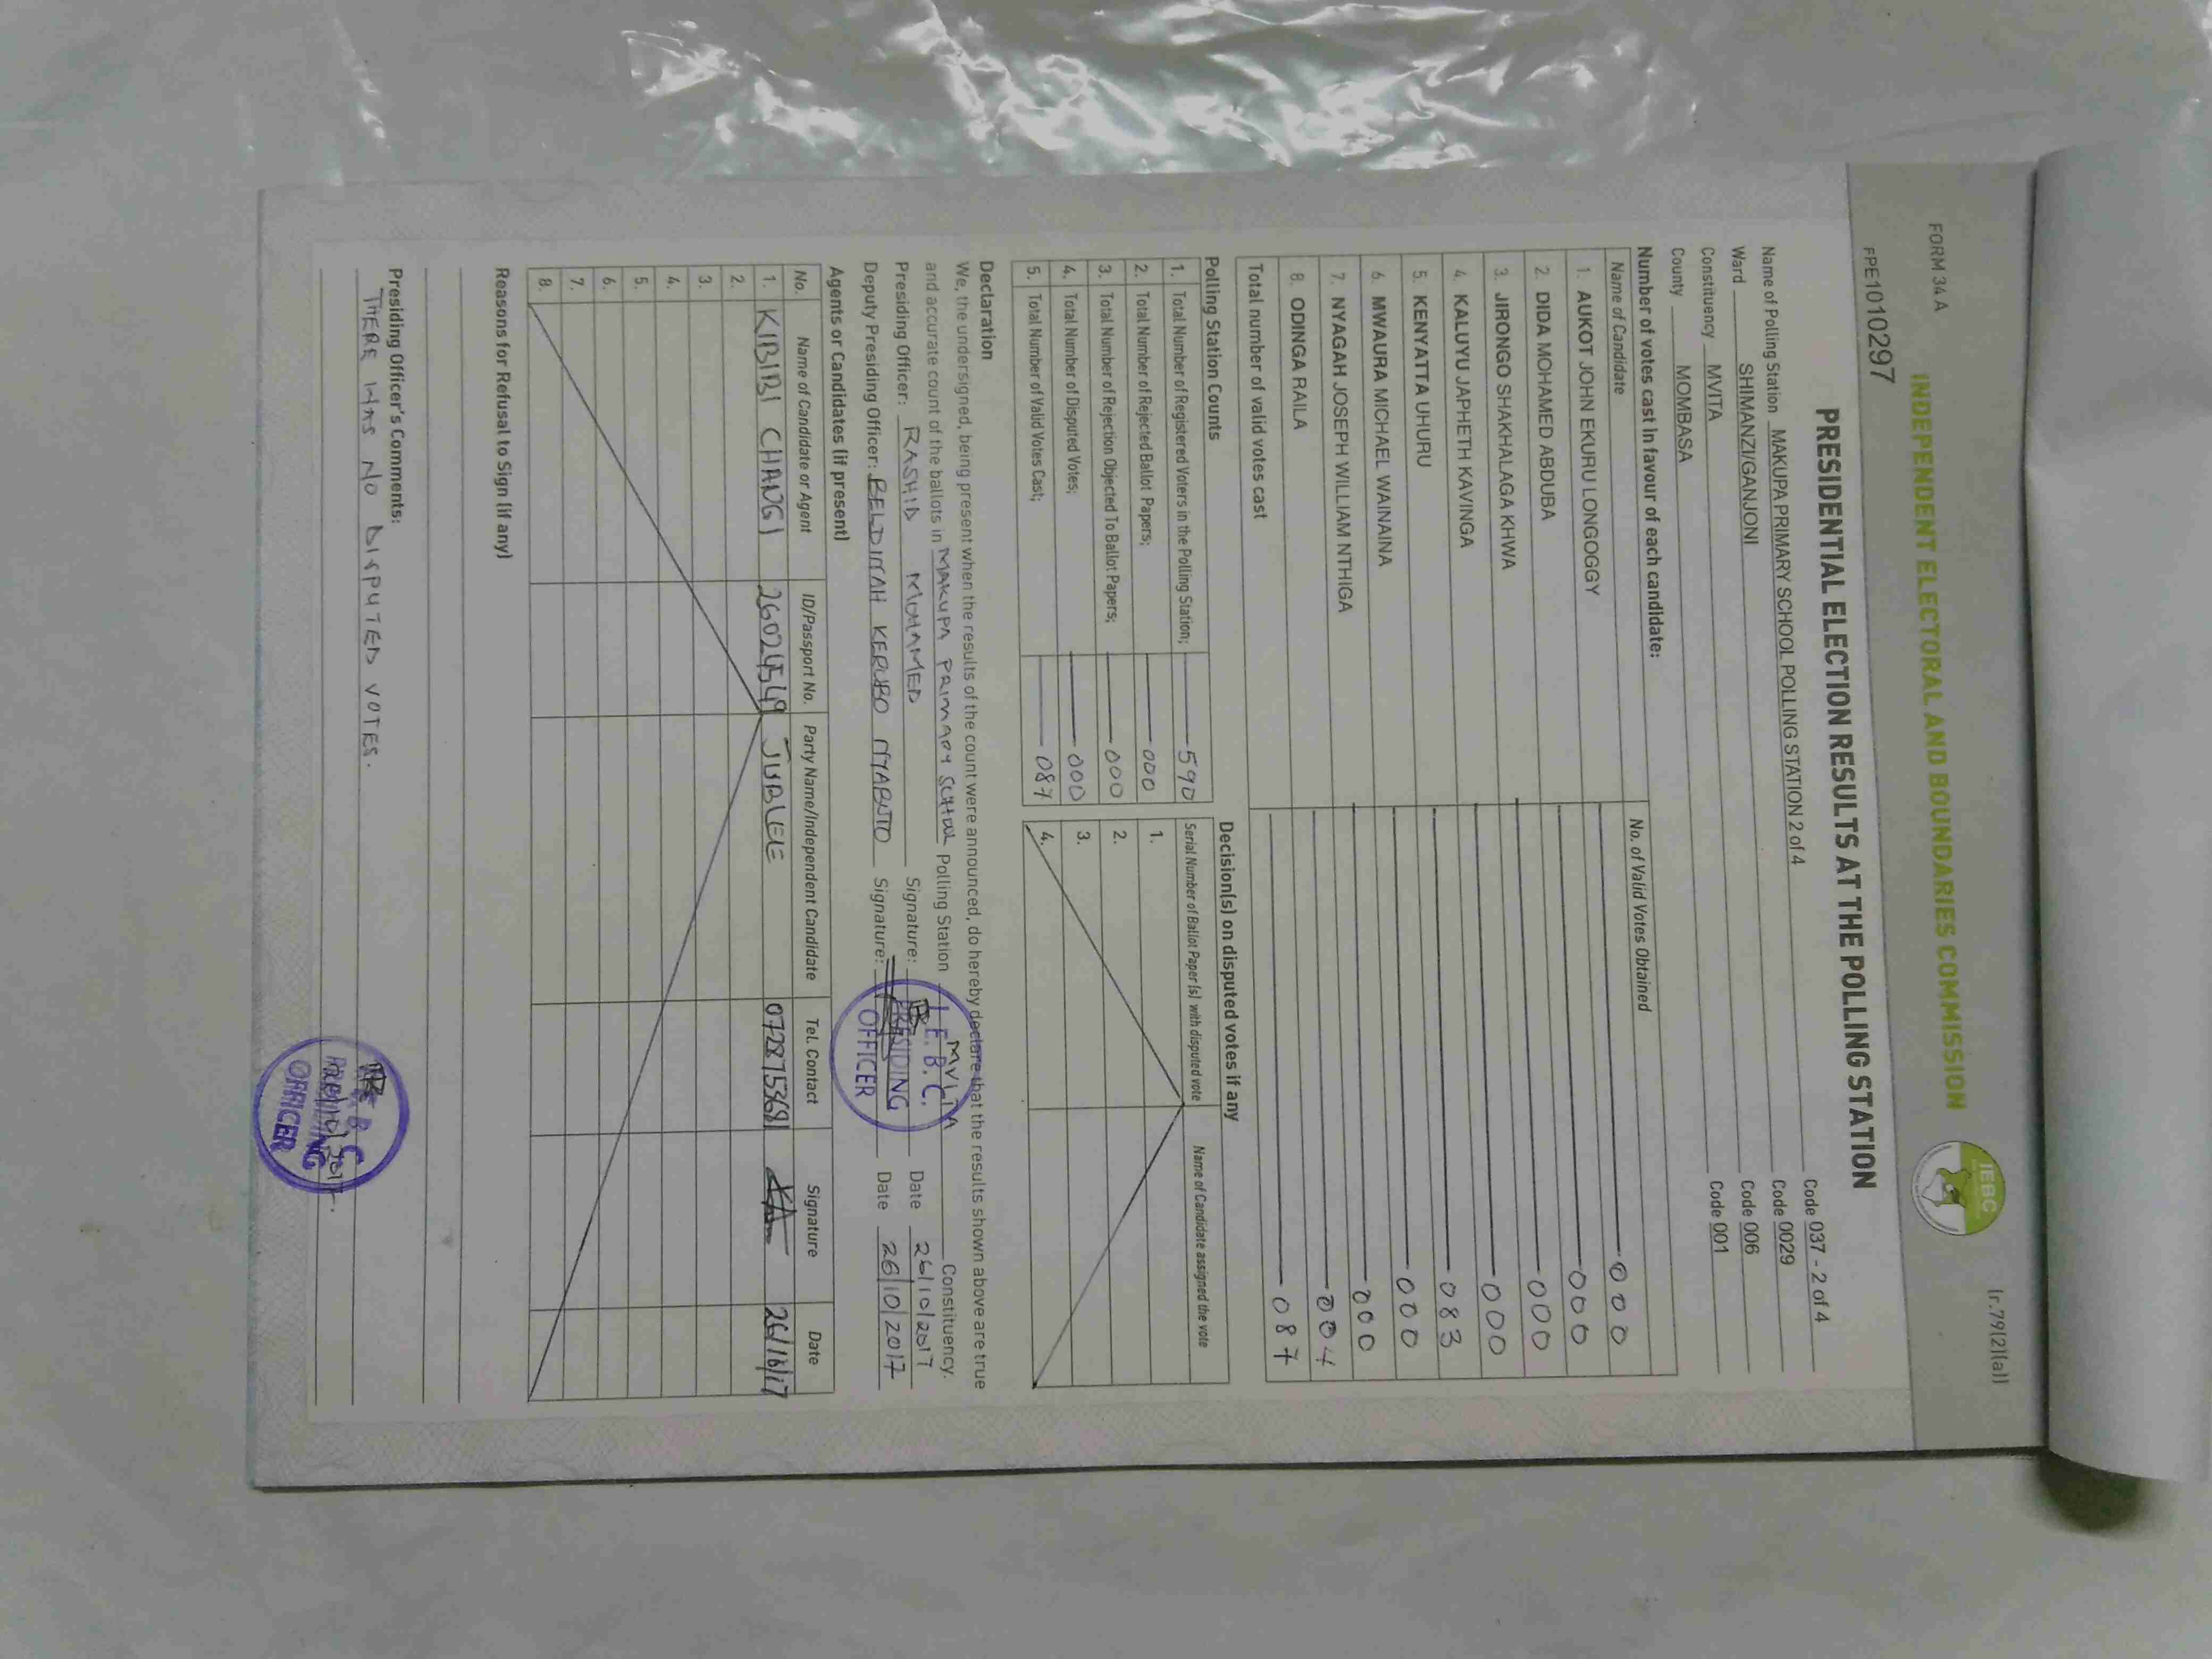 FORM 34 A
(r.79(2)(a))
INDEPENDENT ELECTORAL AND BOUNDARIES COMMISSION
IEBC
FPE1010297
PRESIDENTIAL ELECTION RESULTS AT THE POLLING STATION
Name of Polling Station MAKUPA PRIMARY SCHOOL POLLING STATION 2 of 4 Code 037 - 2 of 4
Ward SHIMANZI/GANJONI Code 0029
Constituency MVITA Code 006
County MOMBASA Code 001
Number of votes cast in favour of each candidate:
Name of Candidate No. of Valid Votes Obtained
1. AUKOT JOHN EKURU LONGOGGY 000
2. DIDA MOHAMED ABDUBA 000
3. JIRONGO SHAKHALAGA KHWA 000
4. KALUYU JAPHETH KAVINGA 000
5. KENYATTA UHURU 083
6. MWAURA MICHAEL WAINAINA 000
7. NYAGAH JOSEPH WILLIAM NTHIGA 000
8. ODINGA RAILA 004
Total number of valid votes cast 087
Polling Station Counts
1. Total Number of Registered Voters in the Polling Station; 590
2. Total Number of Rejected Ballot Papers; 000
3. Total Number of Rejection Objected To Ballot Papers; 000
4. Total Number of Disputed Votes; 000
5. Total Number of Valid Votes Cast; 087
Decision(s) on disputed votes if any
Serial Number of Ballot Paper (s) with disputed vote Name of Candidate assigned the vote
1.
2.
3.
4.
Declaration
We, the undersigned, being present when the results of the count were announced, do hereby declare that the results shown above are true
and accurate count of the ballots in MAKUPA PRIMARY SCHOOL Polling Station MVITA Constituency.
Presiding Officer: RASHID MOHAMED Signature: Date 26/10/2017
Deputy Presiding Officer: BELDINAH KERUBO NYABUTO Signature: Date 26/10/2017
I.E.B.C.
PRESIDING
OFFICER
Agents or Candidates (if present)
No. Name of Candidate or Agent ID/Passport No. Party Name/Independent Candidate Tel. Contact Signature Date
1. KIBIBI CHANGI 26024549 JUBLEE 0728753681 26/10/17
2.
3.
4.
5.
6.
7.
8.
Reasons for Refusal to Sign (if any)
Presiding Officer's Comments:
THERE WAS NO DISPUTED VOTES.
OFFICER